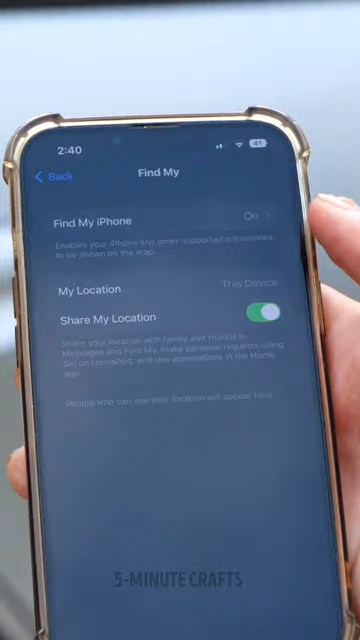 2:40
41
Back
Find My
Find My iPhone
On
Enables your iPhone and other supported accessories
to be shown on the map.
My Location
This Device
Share My Location
Share your location with family and friends in
Messages and Find My, make personal requests using
Siri on HomePod, and use automations in the Home
app.
People who can see your location will appear here.
5-MINUTE CRAFTS